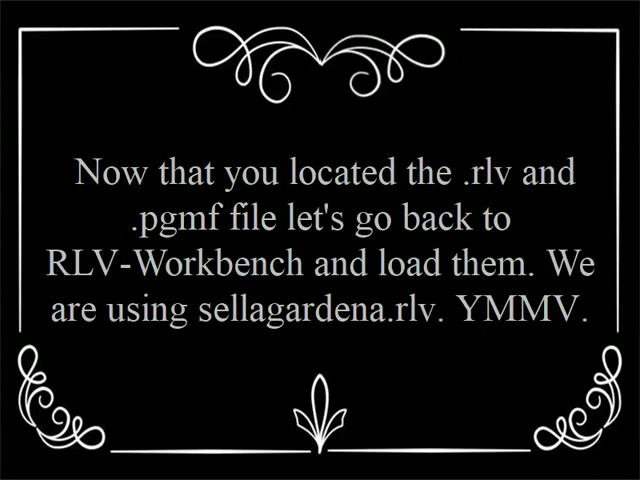 Now that you located the .rlv and
.pgmf file let's go back to
RLV-Workbench and load them. We
are using sellagardena.rlv. YMMV.